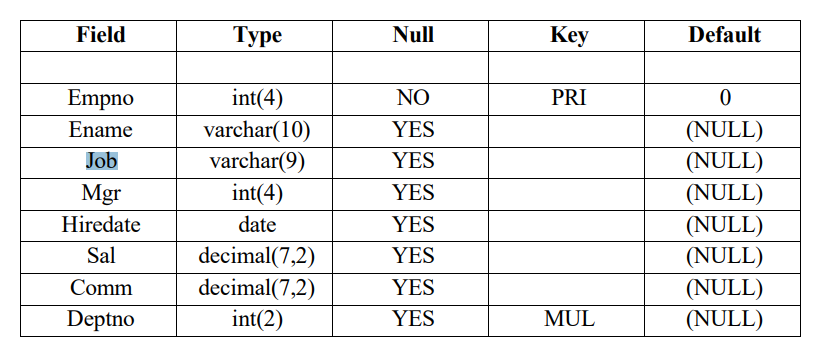 Field Type Null Key Default
Empno int(4) NO PRI 0
Ename varchar(10) YES (NULL)
Job varchar(9) YES (NULL)
Mgr int(4) YES (NULL)
Hiredate date YES (NULL)
Sal decimal(7,2) YES (NULL)
Comm decimal(7,2) YES (NULL)
Deptno int(2) YES MUL (NULL)